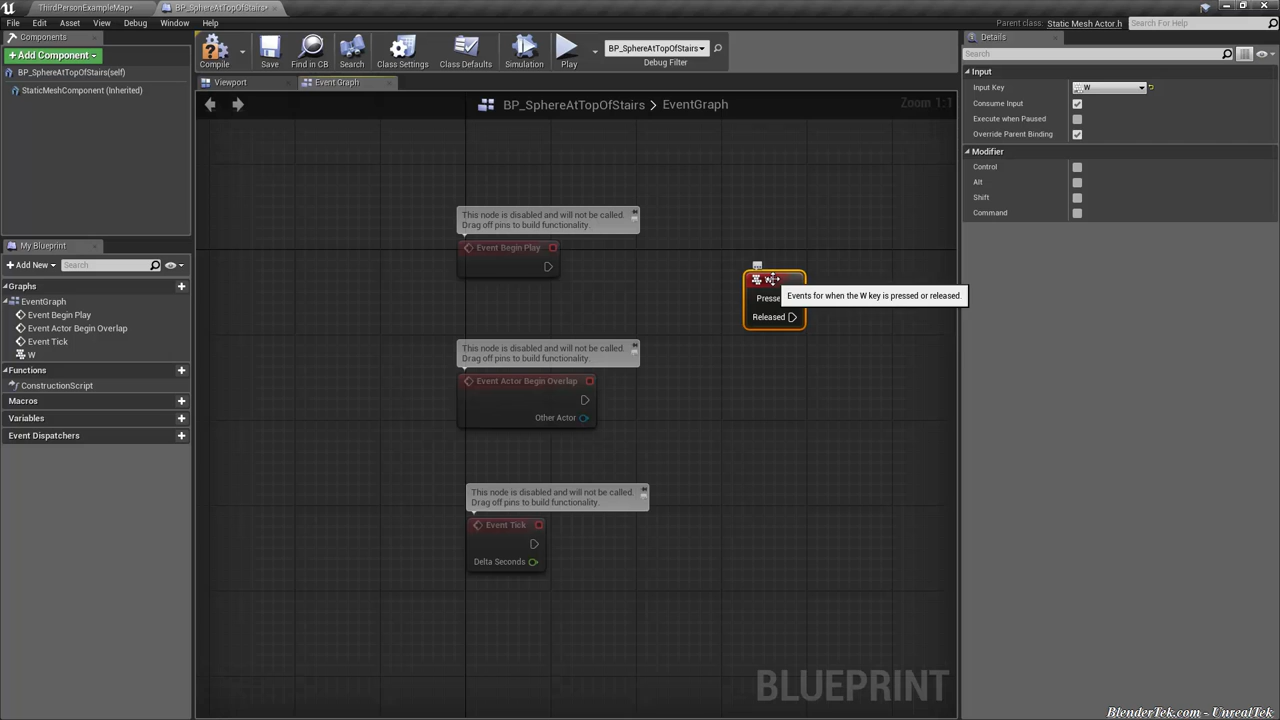 ThirdPersonExampleMap*
BP_SphereAtTopOfStairs*
File
Edit
Asset
View
Debug
Window
Help
Parent class: Static Mesh Actor.h
Search For Help
Components
+Add Component
BP_SphereAtTopOfStairs(self)
StaticMeshComponent (Inherited)
Compile
Save
Find in CB
Search
Class Settings
Class Defaults
Simulation
Play
BP_SphereAtTopOfStairs
Debug Filter
Details
Search
Viewport
Event Graph
BP_SphereAtTopOfStairs > EventGraph
Zoom 1:1
Input
Input Key
W
Consume Input
Execute when Paused
Override Parent Binding
Modifier
Control
Alt
Shift
Command
My Blueprint
+Add New
Search
Graphs
EventGraph
Event Begin Play
Event Actor Begin Overlap
Event Tick
W
Functions
ConstructionScript
Macros
Variables
Event Dispatchers
This node is disabled and will not be called.
Drag off pins to build functionality.
Event Begin Play
W
Events for when the W key is pressed or released.
Released
This node is disabled and will not be called.
Drag off pins to build functionality.
Event Actor Begin Overlap
Other Actor
This node is disabled and will not be called.
Drag off pins to build functionality.
Event Tick
Delta Seconds
BLUEPRINT
BlenderTek.com - UnrealTek